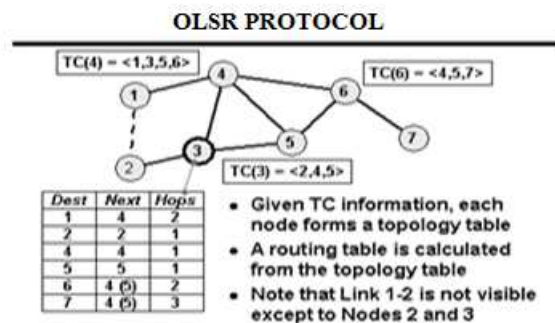 OLSR PROTOCOL
TC(4) = <1,3,5,6>
4
TC(6) = <4,5,7>
1
6
7
5
3
2
TC(3) = <2,4,5>
Dest Next Hops
1 4 2
2 2 1
4 4 1
5 5 1
6 4 (5) 2
7 4 (5) 3
• Given TC information, each
node forms a topology table
• A routing table is calculated
from the topology table
• Note that Link 1-2 is not visible
except to Nodes 2 and 3